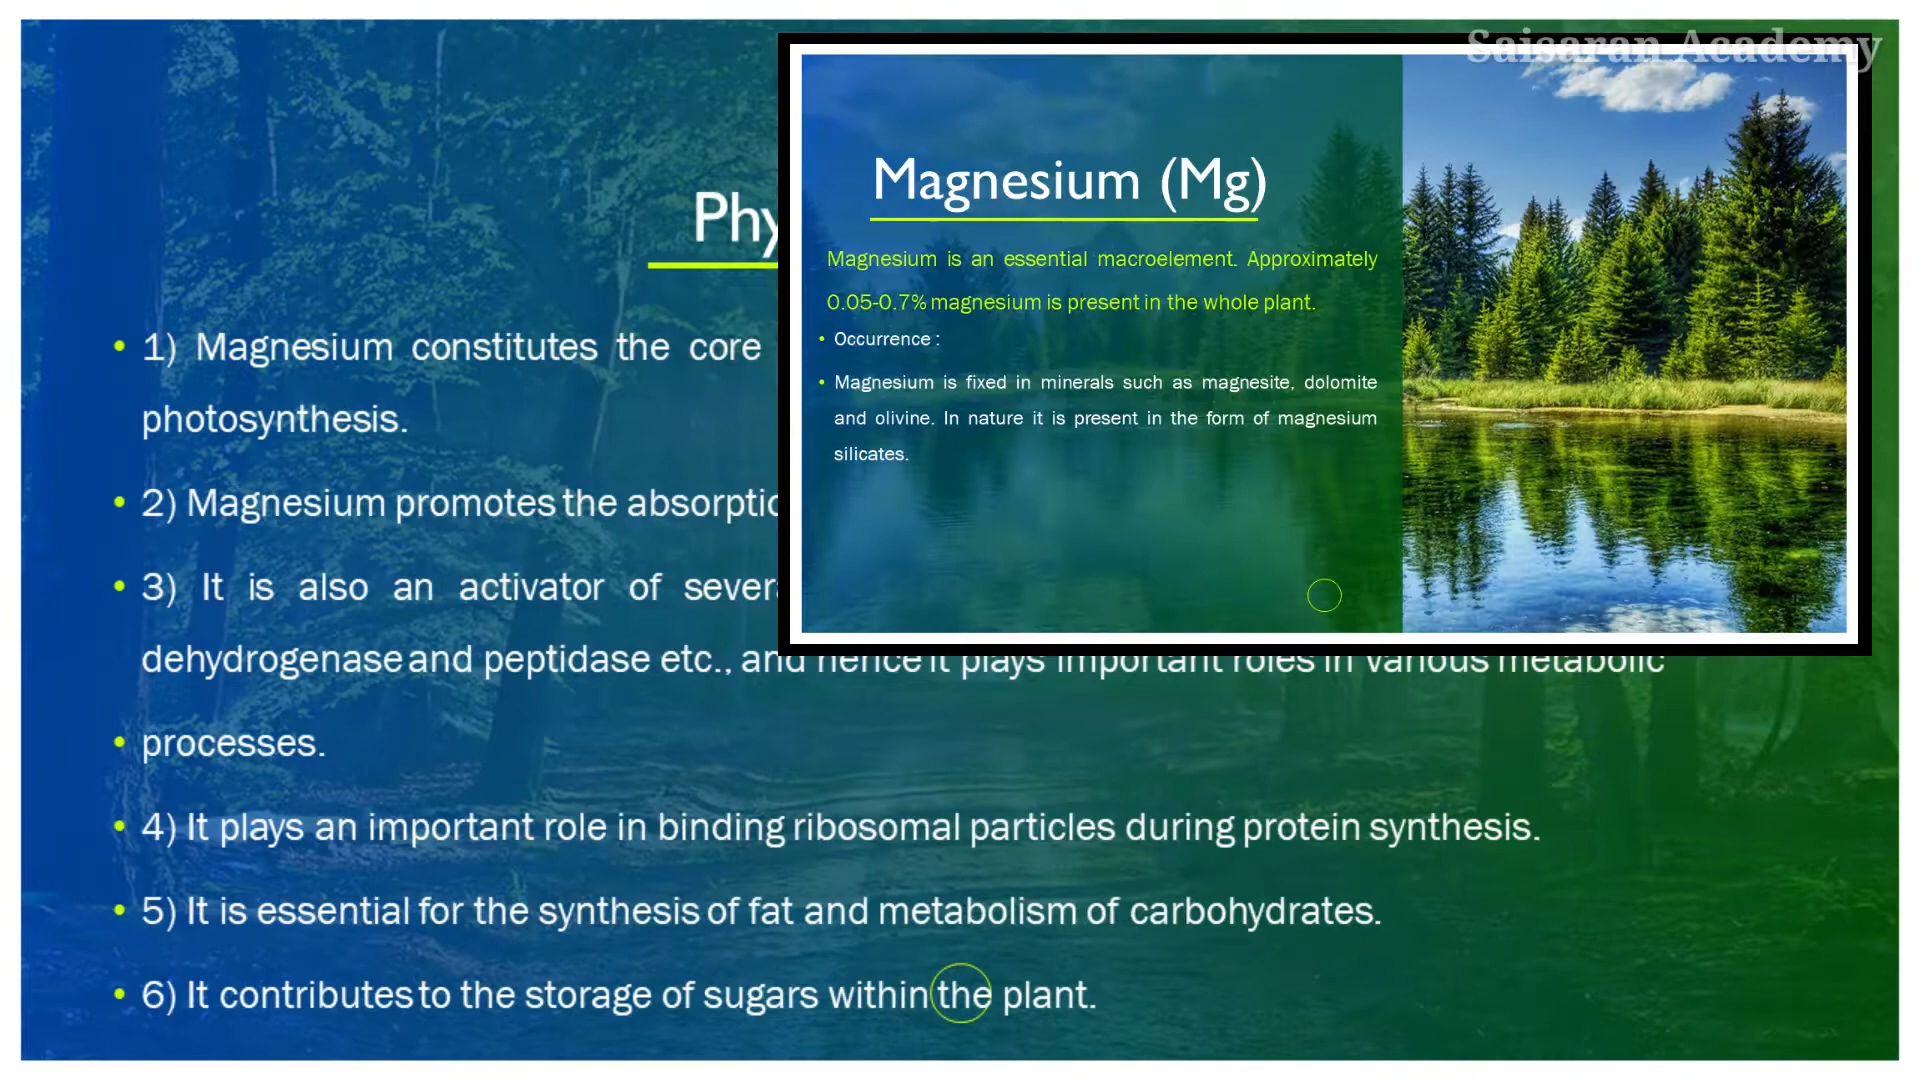 Saisaran Academy
Magnesium (Mg)
Magnesium is an essential macroelement. Approximately
0.05-0.7% magnesium is present in the whole plant.
• Occurrence :
• Magnesium is fixed in minerals such as magnesite, dolomite
and olivine. In nature it is present in the form of magnesium
silicates.
• 1) Magnesium constitutes the core
photosynthesis.
• 2) Magnesium promotes the
• 3) It is also an activator of
dehydrogenase and peptidase etc., and hence it plays important roles in various metabolic
• processes.
• 4) It plays an important role in binding ribosomal particles during protein synthesis.
• 5) It is essential for the synthesis of fat and metabolism of carbohydrates.
• 6) It contributes to the storage of sugars within the plant.